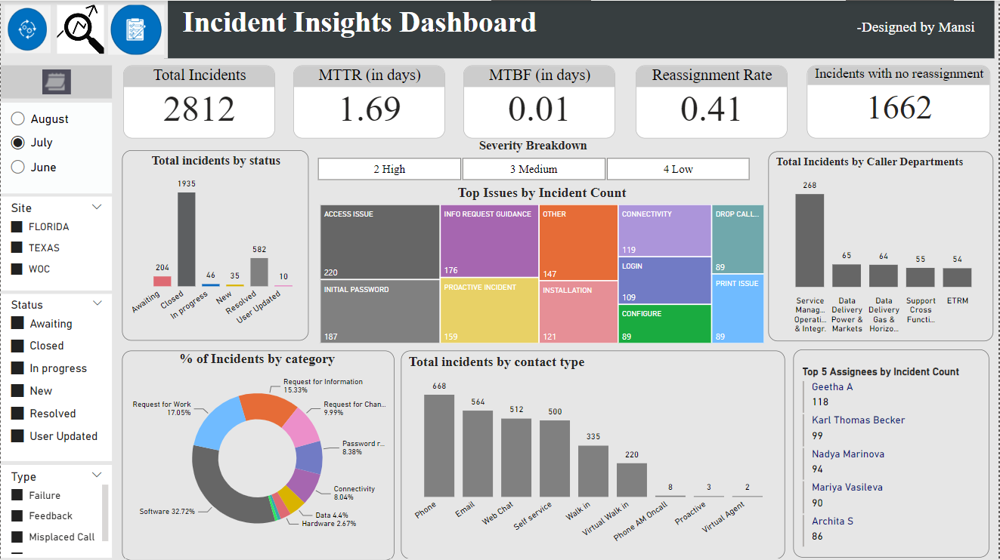 Incident Insights Dashboard
-Designed by Mansi
Total Incidents
2812
MTTR (in days)
1.69
MTBF (in days)
0.01
Reassignment Rate
0.41
Incidents with no reassignment
1662
August
July
June
Site
FLORIDA
TEXAS
WOC
Status
Awaiting
Closed
In progress
New
Resolved
User Updated
Type
Failure
Feedback
Misplaced Call
Total incidents by status
204
1935
46
35
582
10
Awaiting
Closed
In progress
New
Resolved
User Updated
Severity Breakdown
2 High
3 Medium
4 Low
Top Issues by Incident Count
ACCESS ISSUE
220
INITIAL PASSWORD
187
INFO REQUEST GUIDANCE
176
PROACTIVE INCIDENT
159
OTHER
147
INSTALLATION
121
CONNECTIVITY
119
LOGIN
109
CONFIGURE
89
DROP CALL...
89
PRINT ISSUE
89
Total Incidents by Caller Departments
268
65
64
55
54
Service
Manag...
Operati...
& Integr.
Data
Delivery
Power &
Markets
Data
Delivery
Gas &
Horizo...
Support
Cross
Functi...
ETRM
% of Incidents by category
Request for Information
15.33%
Request for Chan...
9.99%
Password r...
8.38%
Connectivity
8.04%
Data 4.4%
Hardware 2.67%
Software 32.72%
Request for Work
17.05%
Total incidents by contact type
668
564
512
500
335
220
8
3
2
Phone
Email
Web Chat
Self service
Walk in
Virtual Walk in
Phone AM Oncall
Proactive
Virtual Agent
Top 5 Assignees by Incident Count
Geetha A
118
Karl Thomas Becker
99
Nadya Marinova
94
Mariya Vasileva
90
Archita S
86